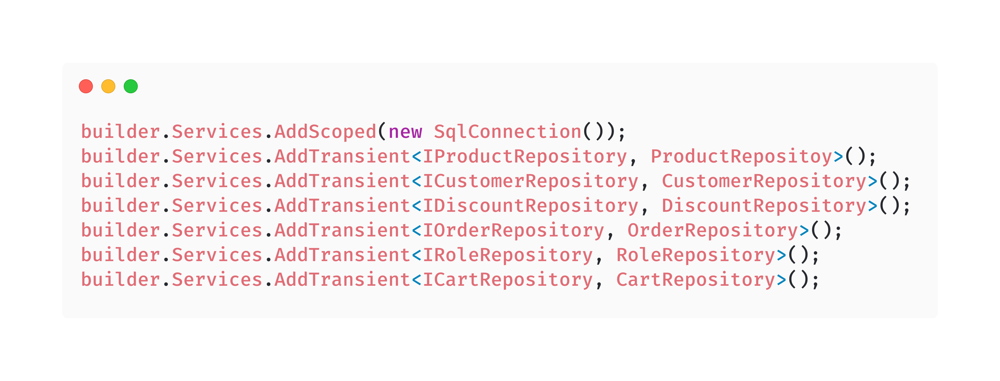 builder.Services.AddScoped(new SqlConnection());
builder.Services.AddTransient<IProductRepository, ProductRepositoy>();
builder.Services.AddTransient<ICustomerRepository, CustomerRepository>();
builder.Services.AddTransient<IDiscountRepository, DiscountRepository>();
builder.Services.AddTransient<IOrderRepository, OrderRepository>();
builder.Services.AddTransient<IRoleRepository, RoleRepository>();
builder.Services.AddTransient<ICartRepository, CartRepository>();